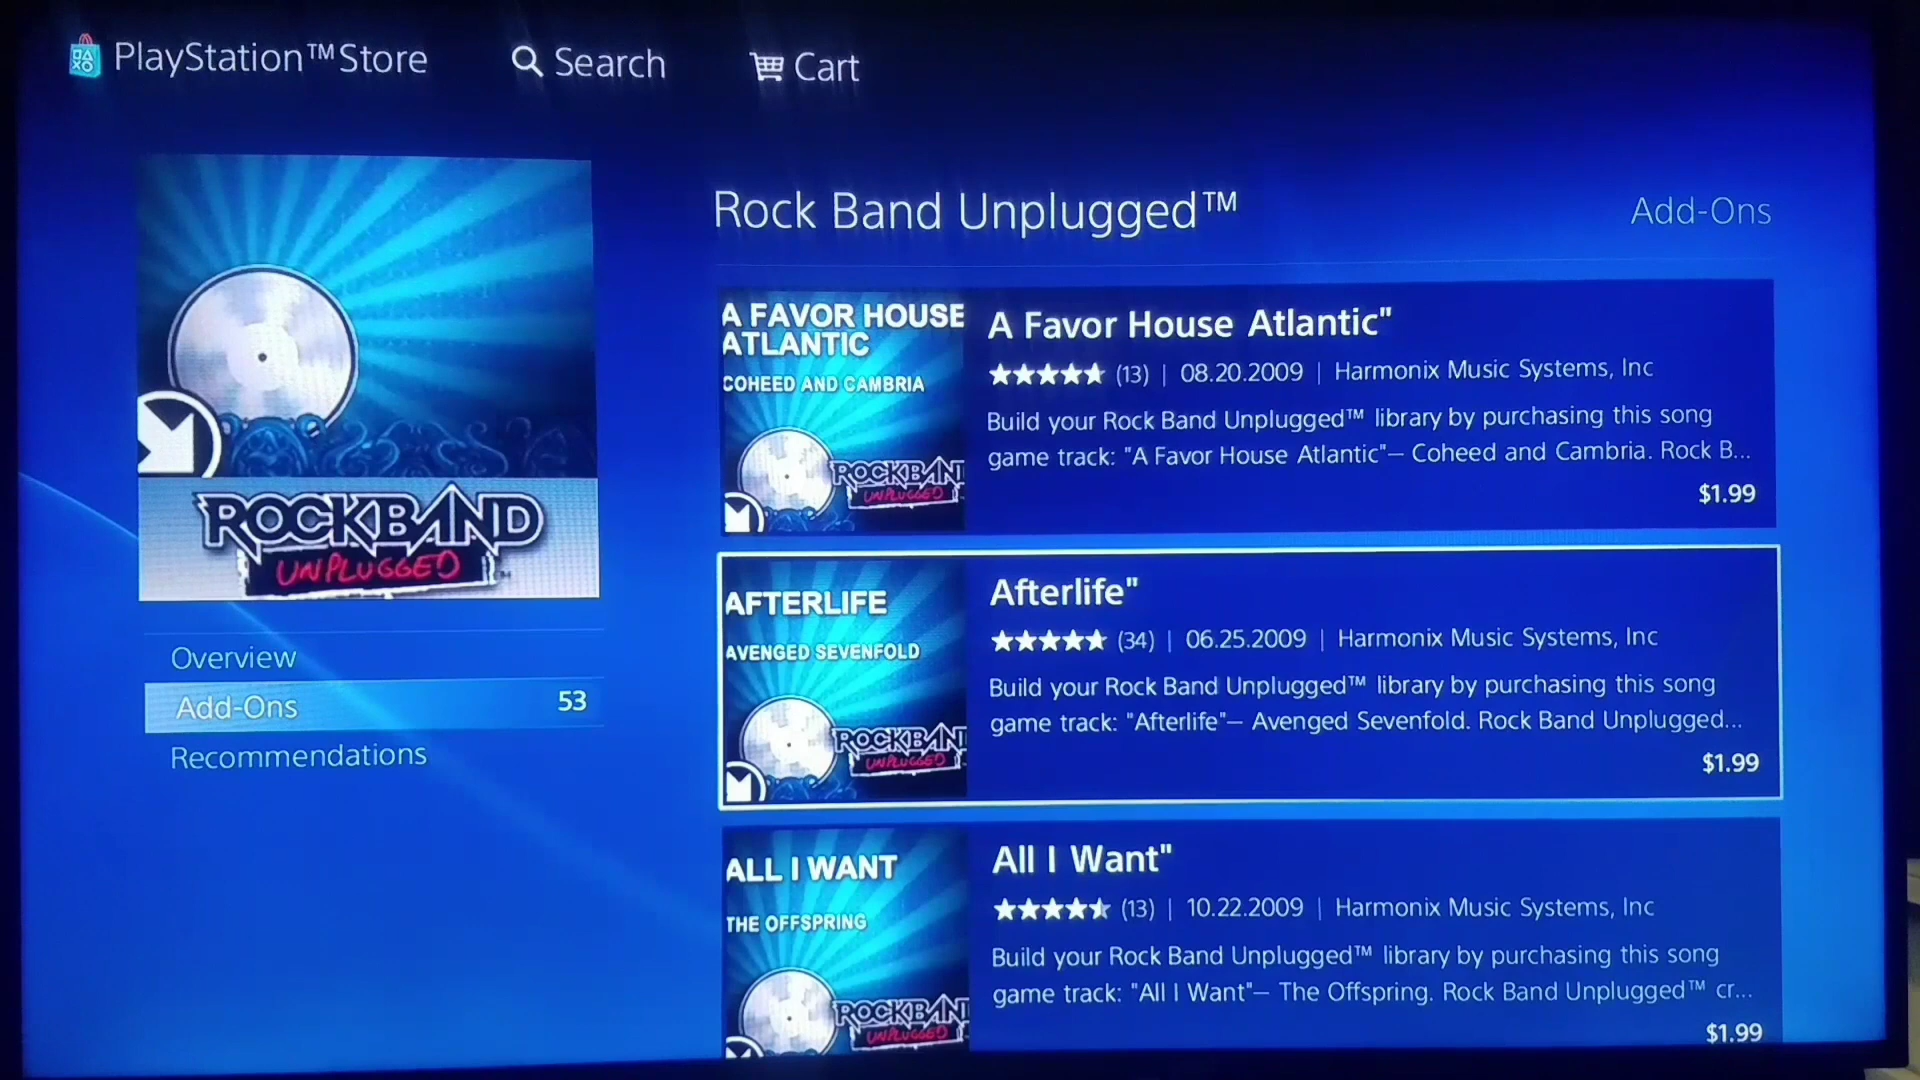 PlayStation™Store
Search
Cart
ROCKBAND
UNPLUGGED
Overview
Add-Ons 53
Recommendations
Rock Band Unplugged™
Add-Ons
A FAVOR HOUSE
ATLANTIC
COHEED AND CAMBRIA
ROCKBAND
UNPLUGGED
A Favor House Atlantic"
(13) | 08.20.2009 | Harmonix Music Systems, Inc
Build your Rock Band Unplugged™ library by purchasing this song
game track: "A Favor House Atlantic"— Coheed and Cambria. Rock B...
$1.99
AFTERLIFE
AVENGED SEVENFOLD
ROCKBAND
UNPLUGGED
Afterlife"
(34) | 06.25.2009 | Harmonix Music Systems, Inc
Build your Rock Band Unplugged™ library by purchasing this song
game track: "Afterlife"— Avenged Sevenfold. Rock Band Unplugged...
$1.99
ALL I WANT
THE OFFSPRING
ROCKBAND
UNPLUGGED
All I Want"
(13) | 10.22.2009 | Harmonix Music Systems, Inc
Build your Rock Band Unplugged™ library by purchasing this song
game track: "All I Want"— The Offspring. Rock Band Unplugged™ cr...
$1.99